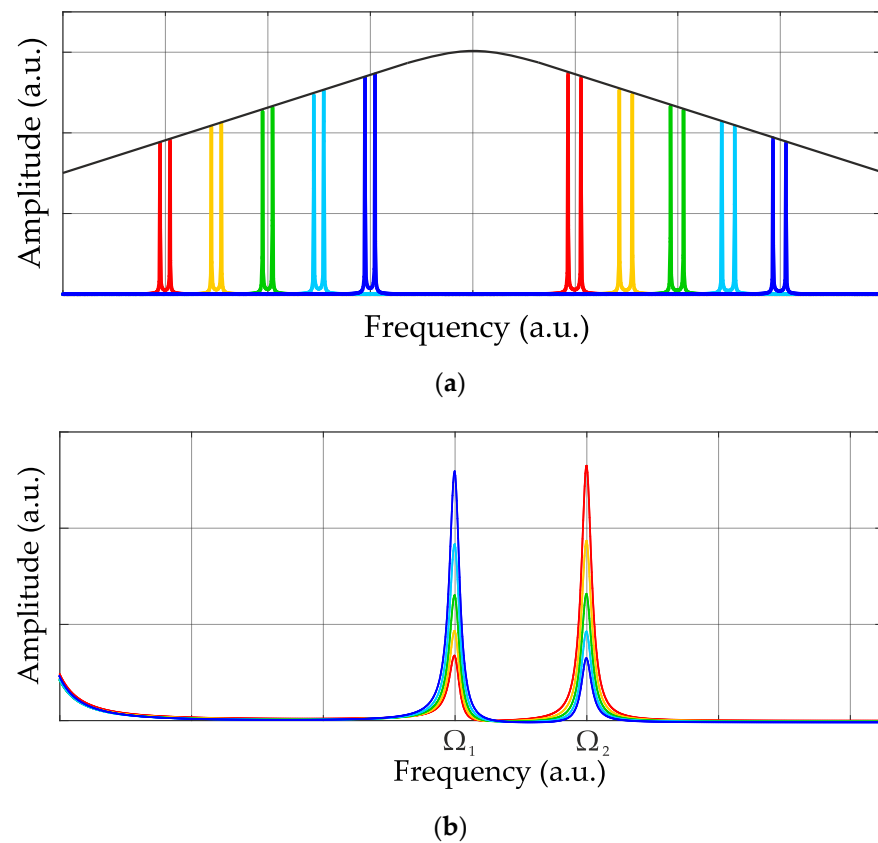 Amplitude (a.u.)
Frequency (a.u.)
(a)
Amplitude (a.u.)
Ω₁ Ω₂
Frequency (a.u.)
(b)